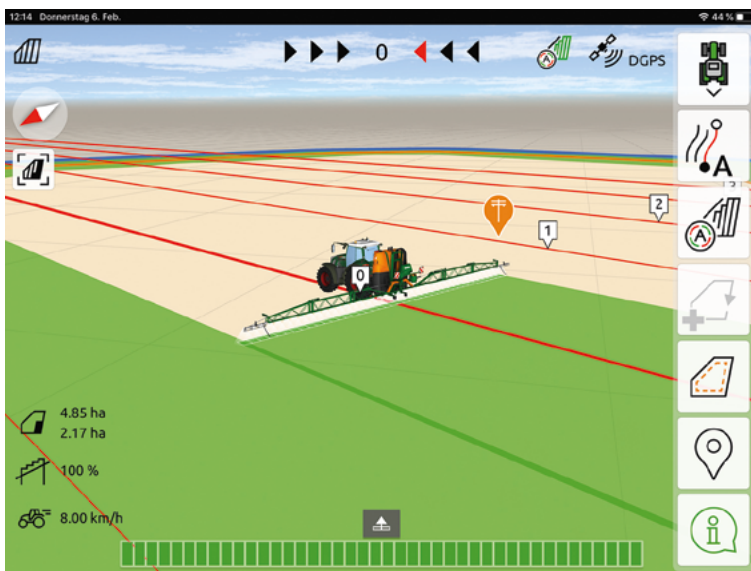 12:14 Donnerstag 6. Feb.
44 %
0
DGPS
A
A
2
1
0
A
4.85 ha
2.17 ha
100 %
8.00 km/h